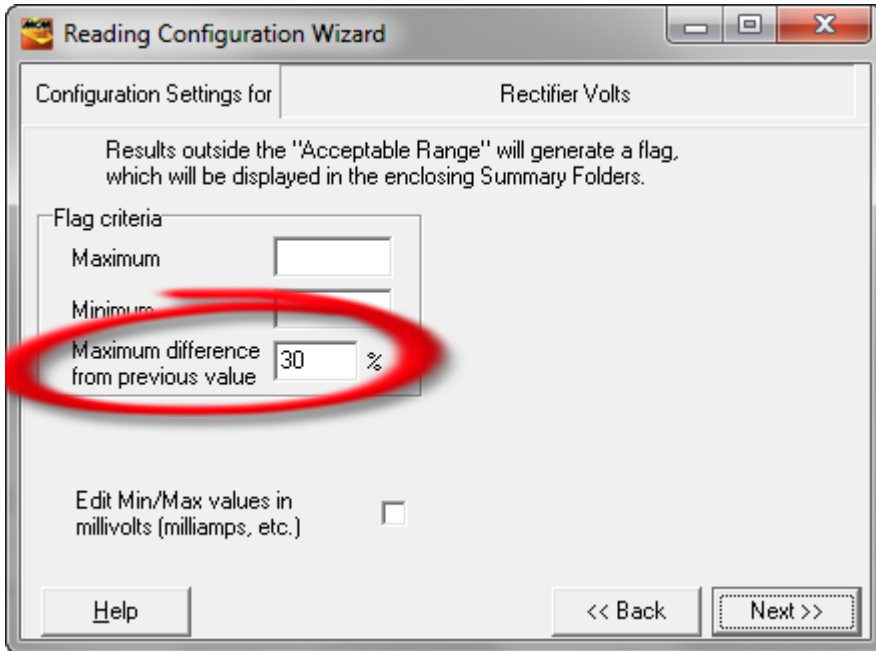 MCM
Reading Configuration Wizard
Configuration Settings for
Rectifier Volts
Results outside the "Acceptable Range" will generate a flag,
which will be displayed in the enclosing Summary Folders.
Flag criteria
Maximum
Minimum
Maximum difference
from previous value
30
%
Edit Min/Max values in
millivolts (milliamps, etc.)
Help
<< Back
Next >>